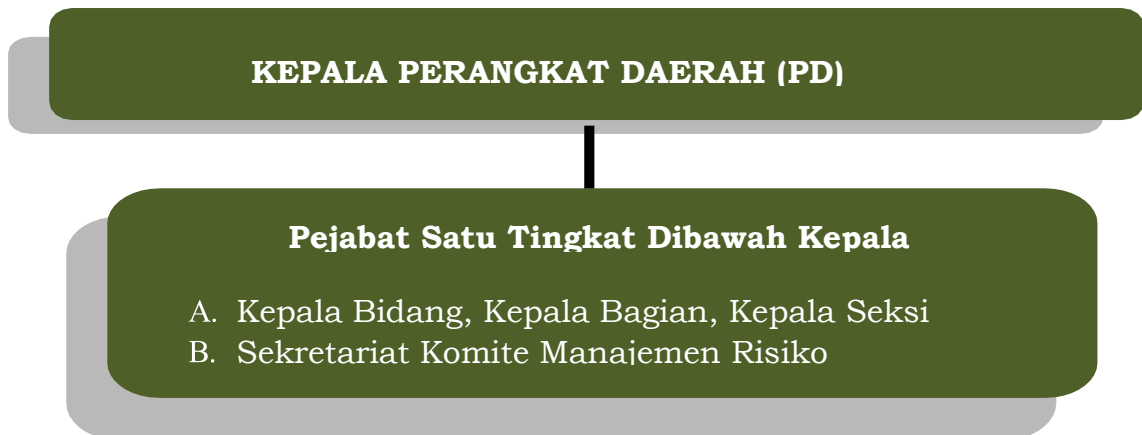 KEPALA PERANGKAT DAERAH (PD)
Pejabat Satu Tingkat Dibawah Kepala
A. Kepala Bidang, Kepala Bagian, Kepala Seksi
B. Sekretariat Komite Manajemen Risiko